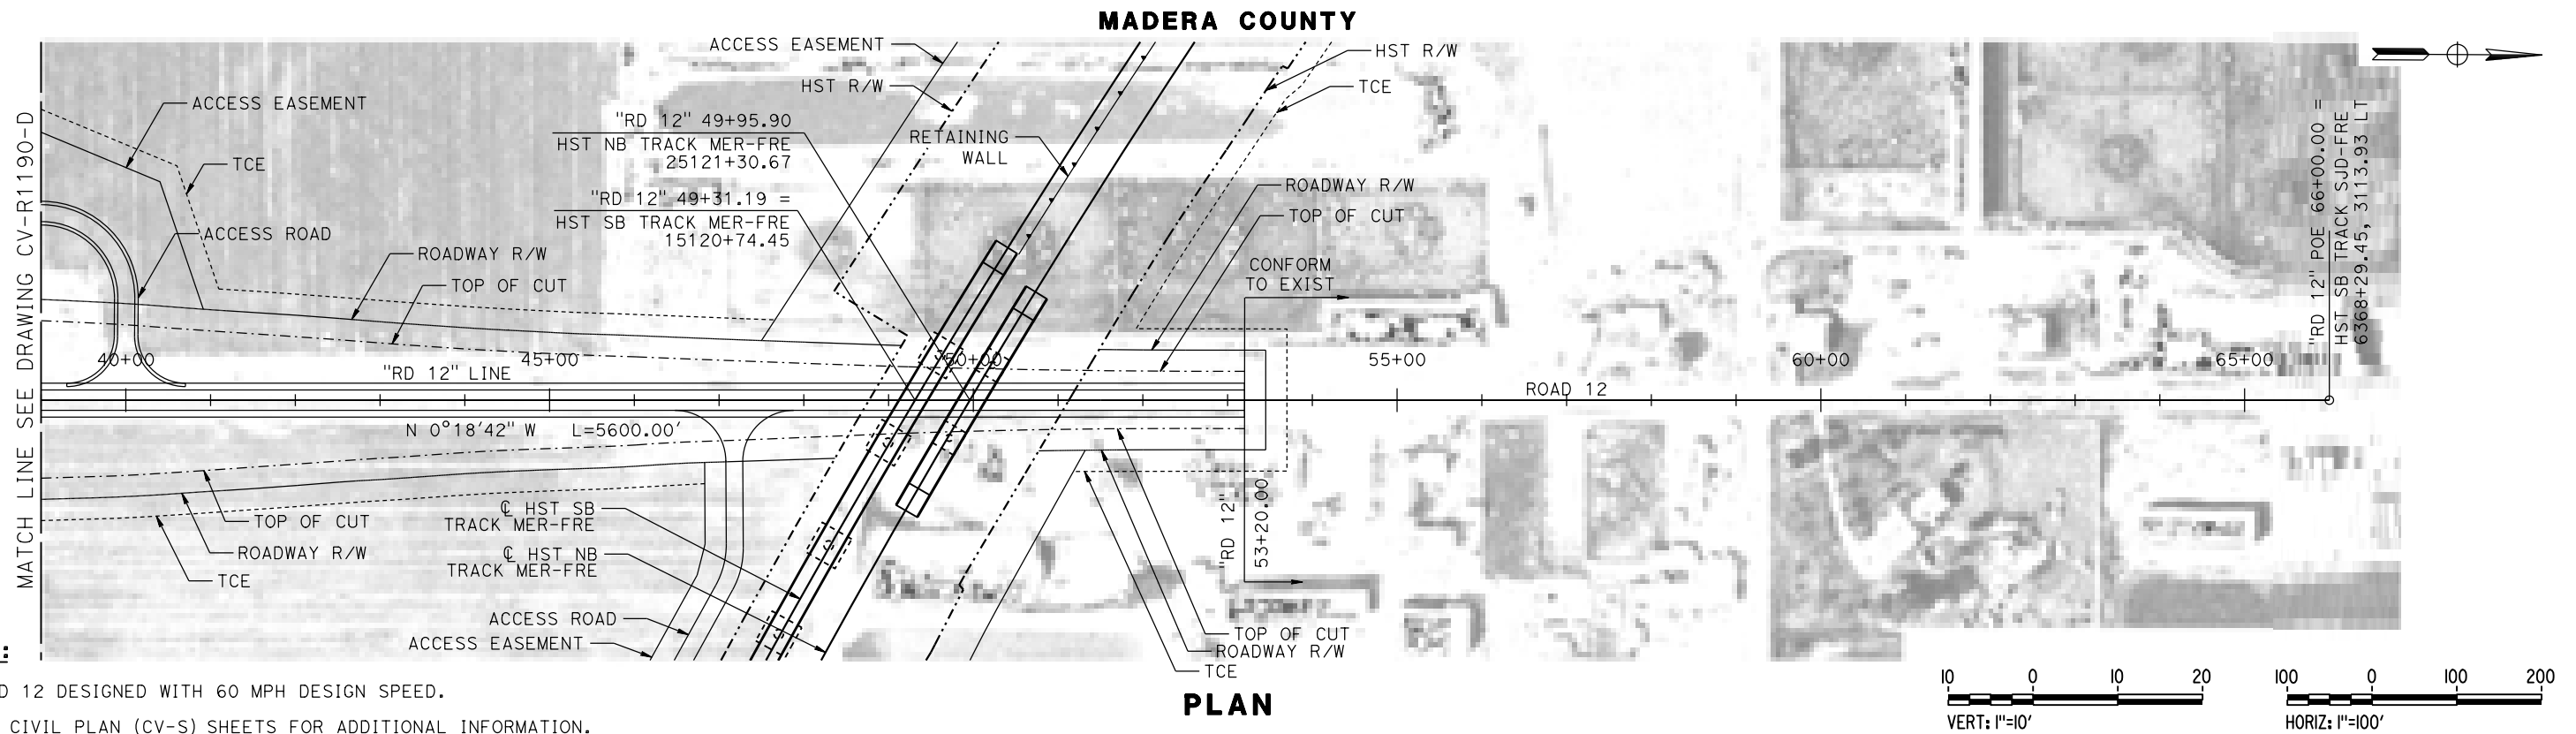 MADERA COUNTY
ACCESS EASEMENT
HST R/W
HST R/W
TCE
ACCESS EASEMENT
TCE
"RD 12" 49+95.90
HST NB TRACK MER-FRE
25121+30.67
RETAINING
WALL
"RD 12" 49+31.19 =
HST SB TRACK MER-FRE
15120+74.45
ROADWAY R/W
TOP OF CUT
ACCESS ROAD
ROADWAY R/W
TOP OF CUT
CONFORM
TO EXIST
MATCH LINE SEE DRAWING CV-R1190-D
"RD 12" POE 66+00.00 =
HST SB TRACK SJD-FRE
6368+29.45, 3113.93 LT
40+00
45+00
50+00
55+00
60+00
65+00
"RD 12" LINE
ROAD 12
N 0°18'42" W
L=5600.00'
TOP OF CUT
ROADWAY R/W
TCE
℄ HST SB
TRACK MER-FRE
℄ HST NB
TRACK MER-FRE
"RD 12"
53+20.00
ACCESS ROAD
ACCESS EASEMENT
TOP OF CUT
ROADWAY R/W
TCE
D 12 DESIGNED WITH 60 MPH DESIGN SPEED.
CIVIL PLAN (CV-S) SHEETS FOR ADDITIONAL INFORMATION.
PLAN
10 0 10 20
VERT: 1"=10'
100 0 100 200
HORIZ: 1"=100'